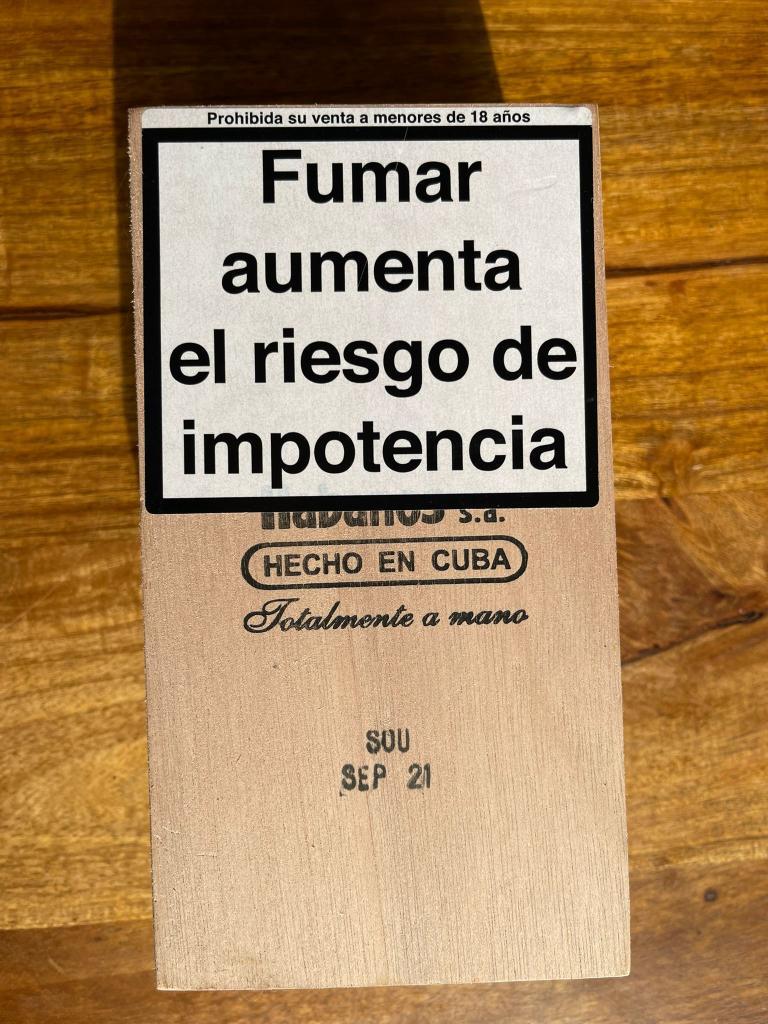 Prohibida su venta a menores de 18 años
Fumar
aumenta
el riesgo de
impotencia
Habanos s.a.
HECHO EN CUBA
Totalmente a mano
SOU
SEP 21